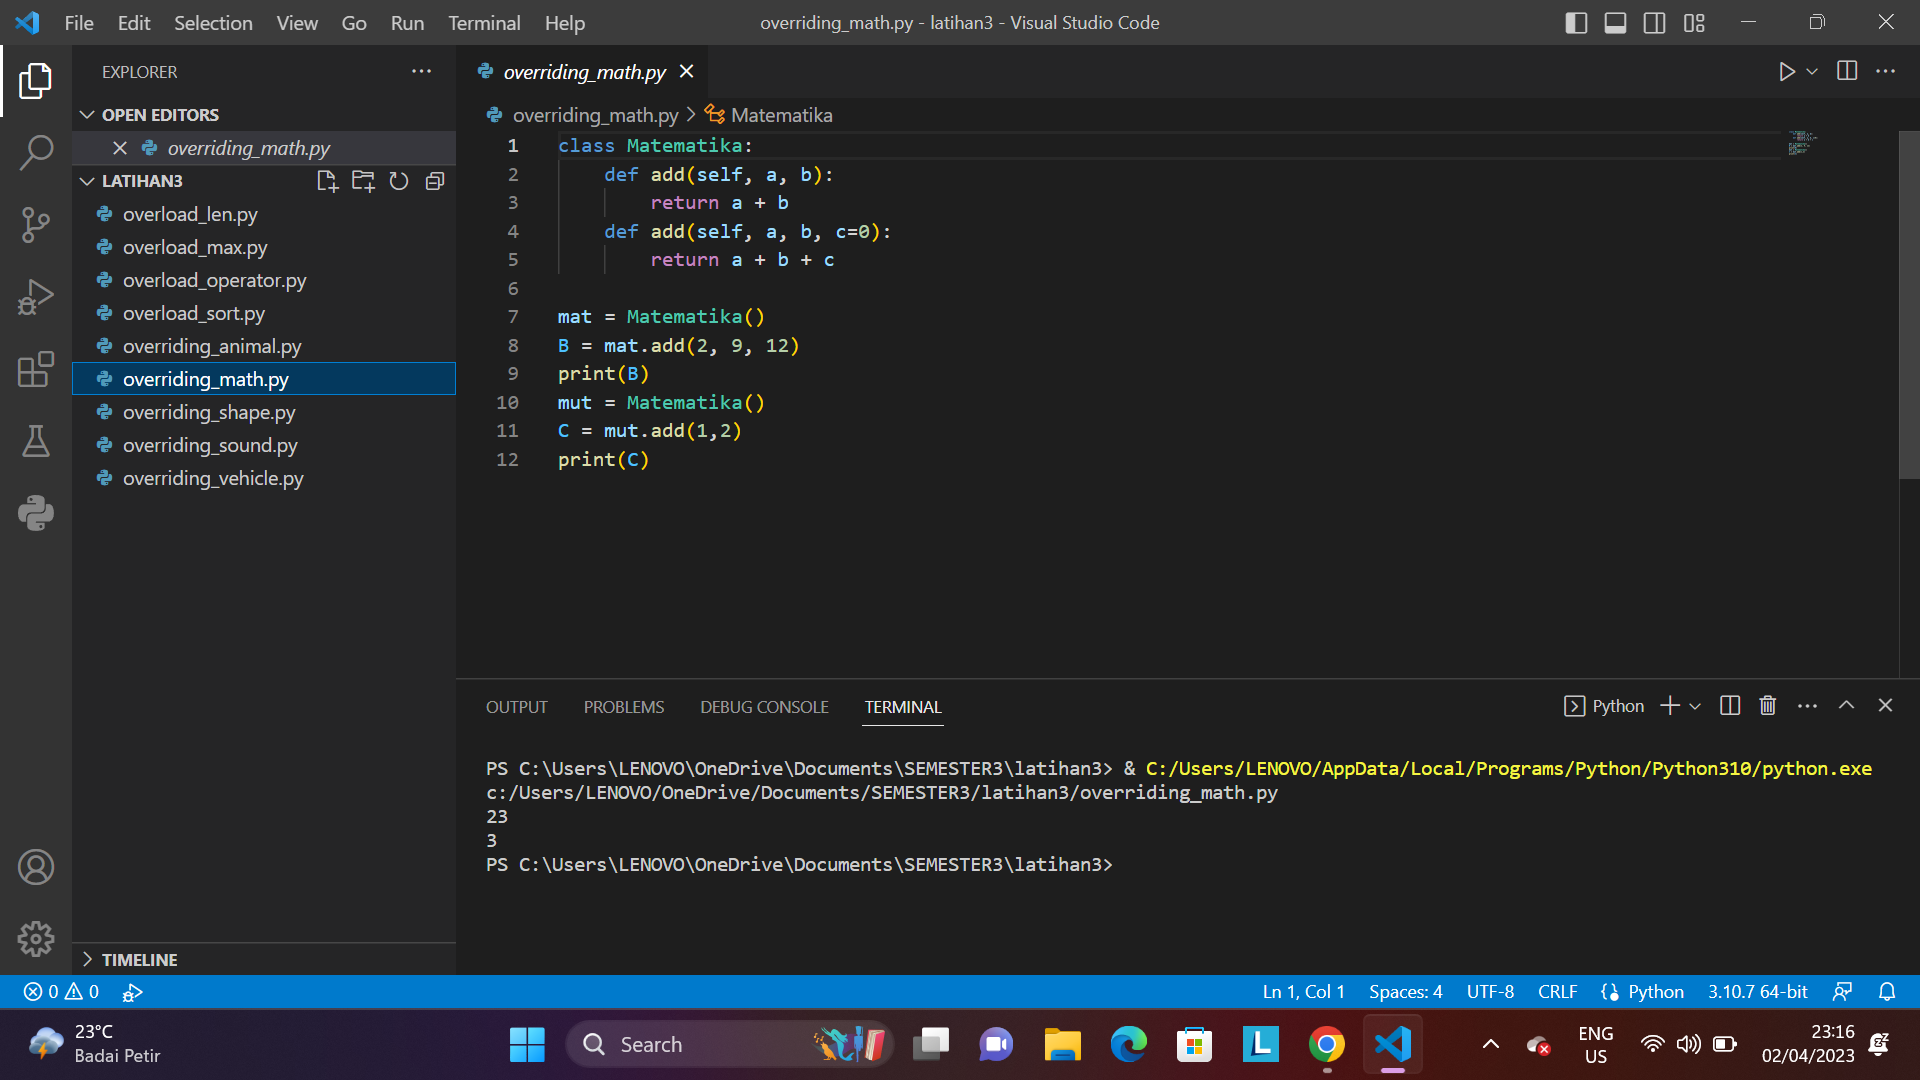 File Edit Selection View Go Run Terminal Help
overriding_math.py - latihan3 - Visual Studio Code
EXPLORER
OPEN EDITORS
overriding_math.py
LATIHAN3
overload_len.py
overload_max.py
overload_operator.py
overload_sort.py
overriding_animal.py
overriding_math.py
overriding_shape.py
overriding_sound.py
overriding_vehicle.py
TIMELINE
overriding_math.py
overriding_math.py > Matematika
1 class Matematika:
2     def add(self, a, b):
3         return a + b
4     def add(self, a, b, c=0):
5         return a + b + c
6
7 mat = Matematika()
8 B = mat.add(2, 9, 12)
9 print(B)
10 mut = Matematika()
11 C = mut.add(1,2)
12 print(C)
OUTPUT PROBLEMS DEBUG CONSOLE TERMINAL
Python
PS C:\Users\LENOVO\OneDrive\Documents\SEMESTER3\latihan3> & C:/Users/LENOVO/AppData/Local/Programs/Python/Python310/python.exe
c:/Users/LENOVO/OneDrive/Documents/SEMESTER3/latihan3/overriding_math.py
23
3
PS C:\Users\LENOVO\OneDrive\Documents\SEMESTER3\latihan3>
0 0
Ln 1, Col 1 Spaces: 4 UTF-8 CRLF Python 3.10.7 64-bit
23°C
Badai Petir
Search
L
ENG
US
23:16
02/04/2023